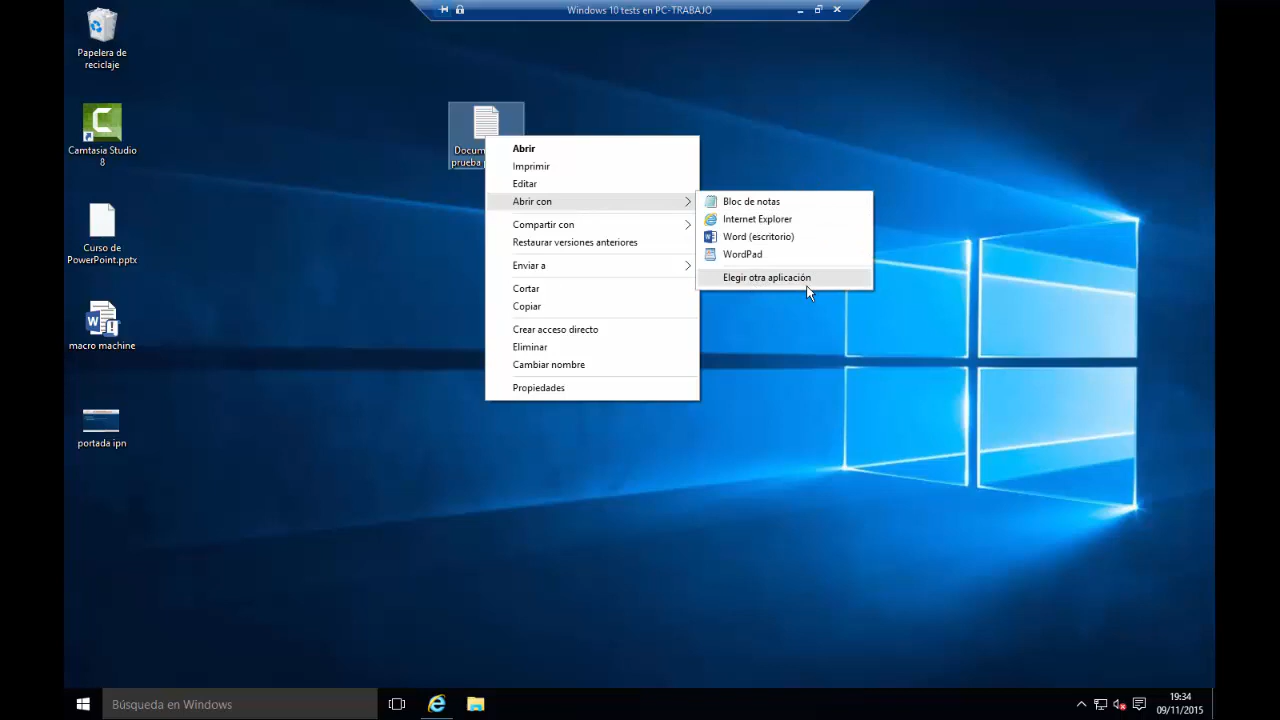 Windows 10 tests en PC-TRABAJO
Papelera de
reciclaje
Camtasia Studio
8
Curso de
PowerPoint.pptx
macro machine
portada ipn
prueba
Abrir
Imprimir
Editar
Abrir con
Compartir con
Restaurar versiones anteriores
Enviar a
Cortar
Copiar
Crear acceso directo
Eliminar
Cambiar nombre
Propiedades
Bloc de notas
Internet Explorer
Word (escritorio)
WordPad
Elegir otra aplicación
Búsqueda en Windows
19:34
09/11/2015